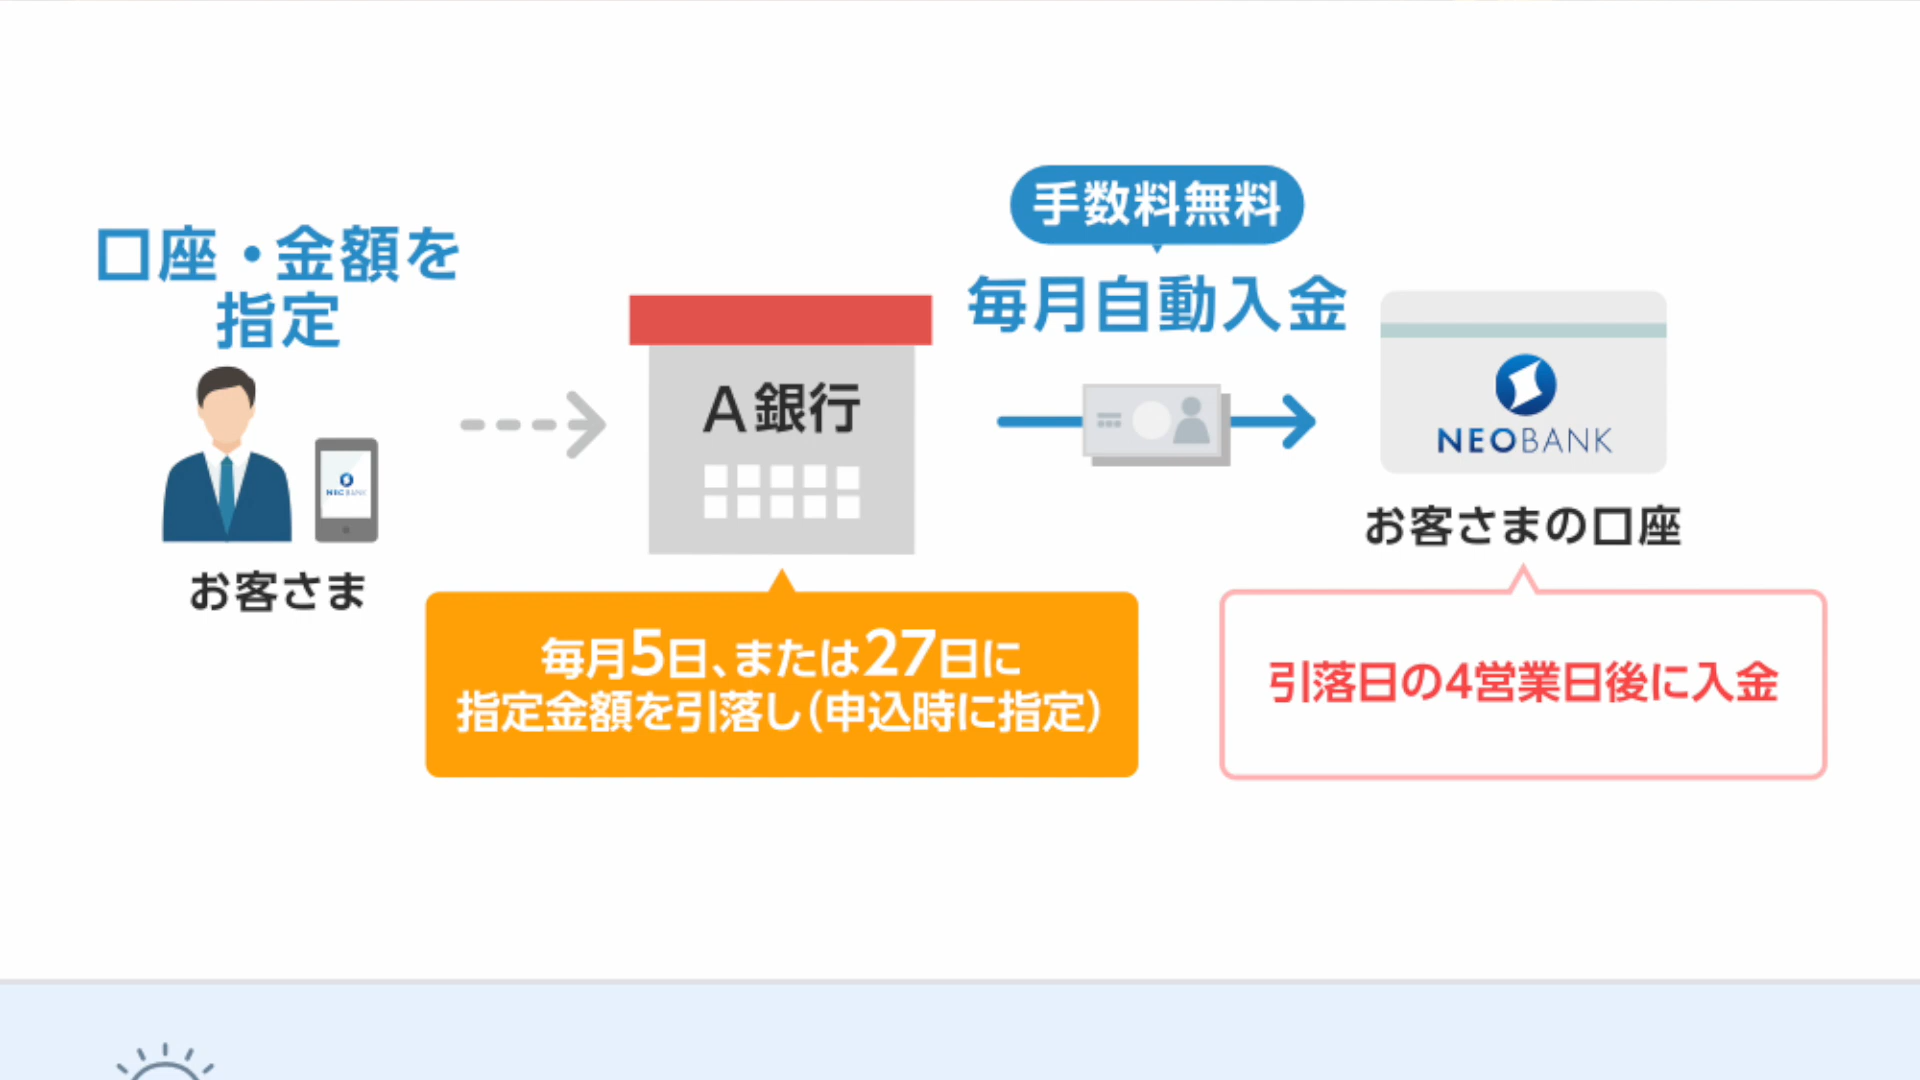 口座・金額を
指定
お客さま
A銀行
毎月5日、または27日に
指定金額を引落し(申込時に指定)
手数料無料
毎月自動入金
NEOBANK
お客さまの口座
引落日の4営業日後に入金